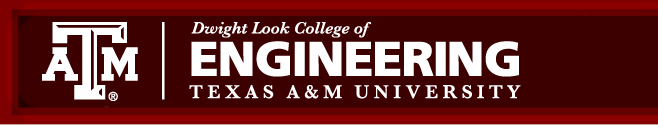 ATM®
Dwight Look College of
ENGINEERING
TEXAS A&M UNIVERSITY